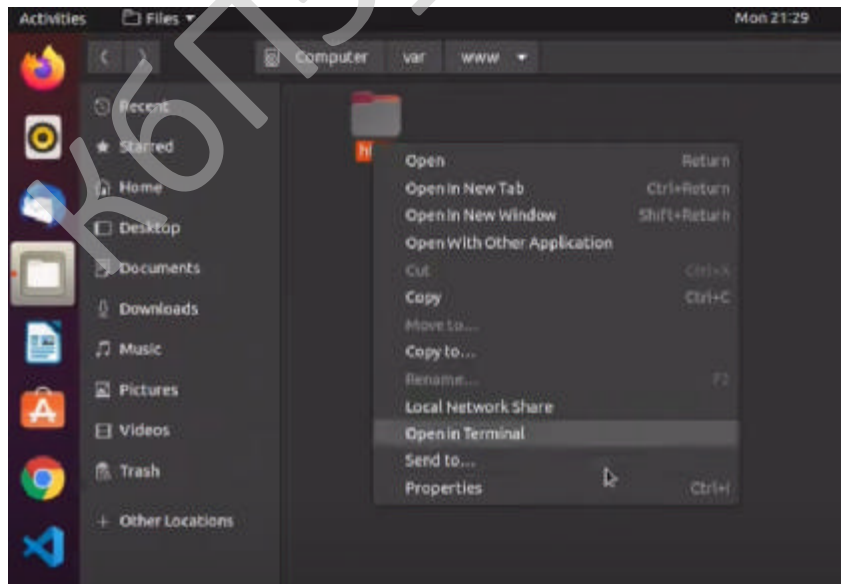 Activities Files Mon 21:29
Computer var www
Recent
Starred
Home
Desktop
Documents
Downloads
Music
Pictures
Videos
Trash
+ Other Locations
Open Return
Open In New Tab Ctrl+Return
Open In New Window Shift+Return
Open With Other Application
Cut Ctrl+X
Copy Ctrl+C
Move to...
Copy to...
Rename... F2
Local Network Share
Open in Terminal
Send to...
Properties Ctrl+I